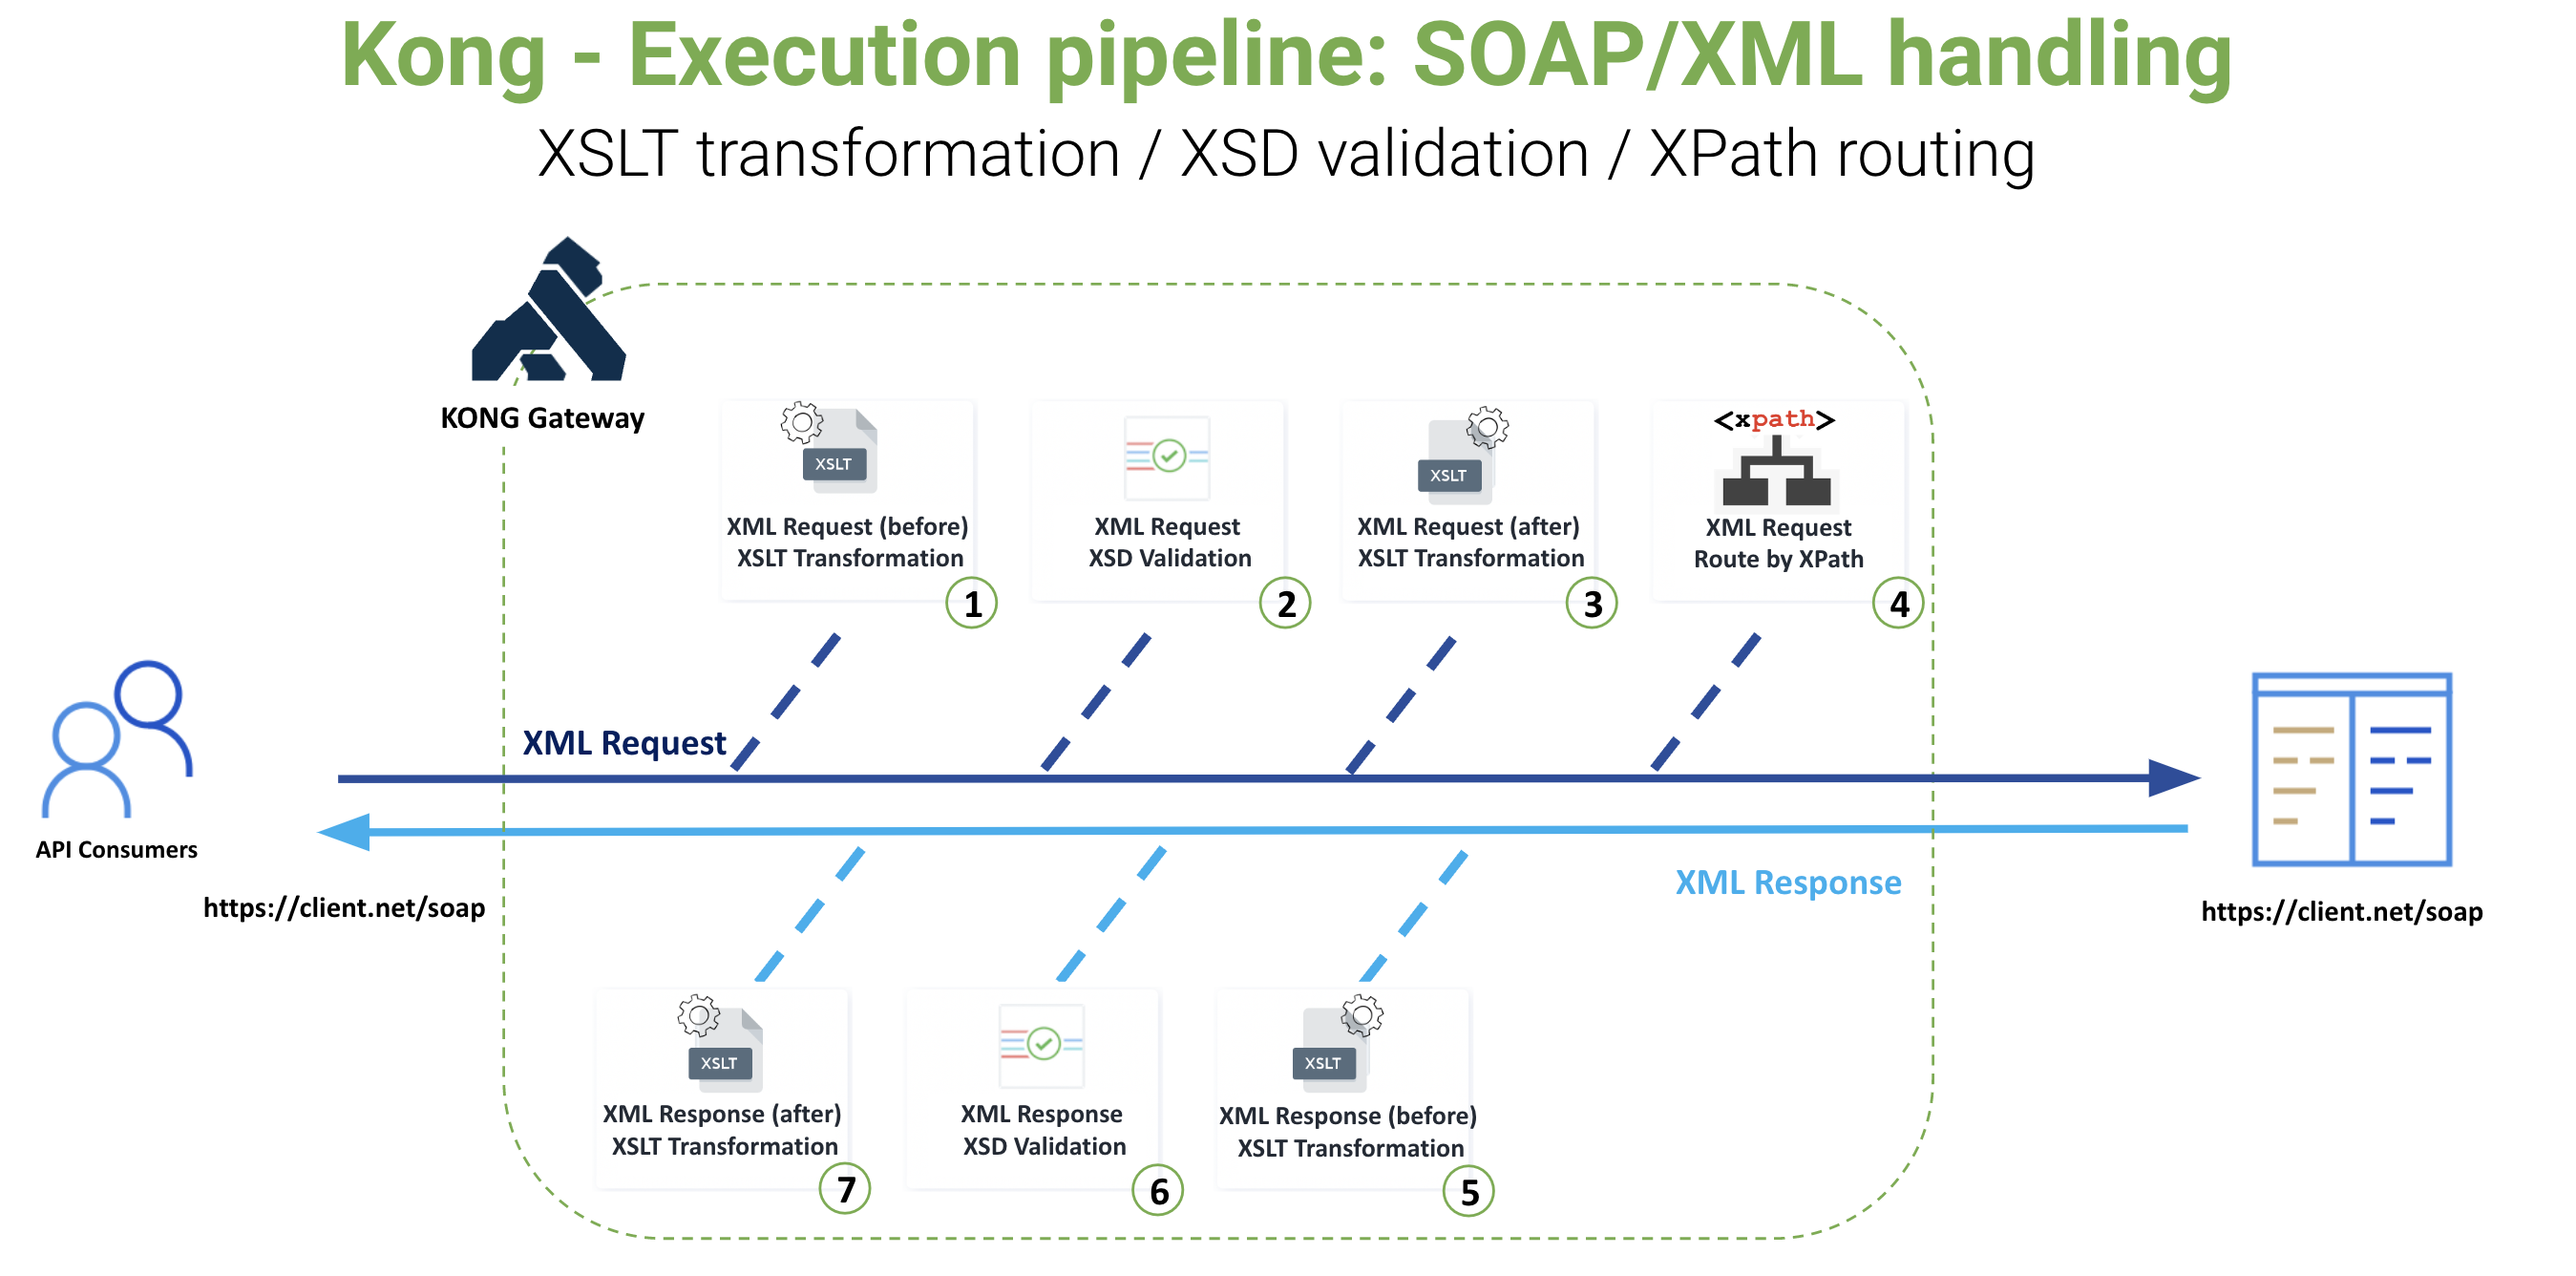 Kong - Execution pipeline: SOAP/XML handling
XSLT transformation / XSD validation / XPath routing
KONG Gateway
XSLT
XML Request (before)
XSLT Transformation
1
XML Request
XSD Validation
2
XSLT
XML Request (after)
XSLT Transformation
3
<xpath>
XML Request
Route by XPath
4
XML Request
API Consumers
https://client.net/soap
XML Response
https://client.net/soap
XSLT
XML Response (after)
XSLT Transformation
7
XML Response
XSD Validation
6
XSLT
XML Response (before)
XSLT Transformation
5